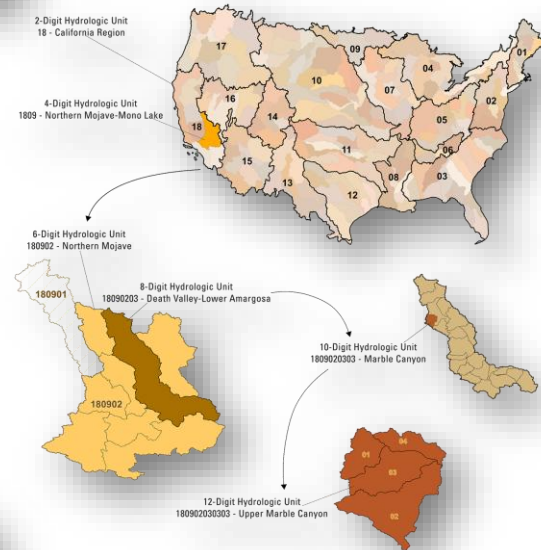 2-Digit Hydrologic Unit
18 - California Region
4-Digit Hydrologic Unit
1809 - Northern Mojave-Mono Lake
17
09
01
04
10
07
02
16
05
14
18
11
06
15
03
08
13
12
6-Digit Hydrologic Unit
180902 - Northern Mojave
180901
8-Digit Hydrologic Unit
18090203 - Death Valley-Lower Amargosa
180902
10-Digit Hydrologic Unit
1809020303 - Marble Canyon
04
01
03
02
12-Digit Hydrologic Unit
180902030303 - Upper Marble Canyon